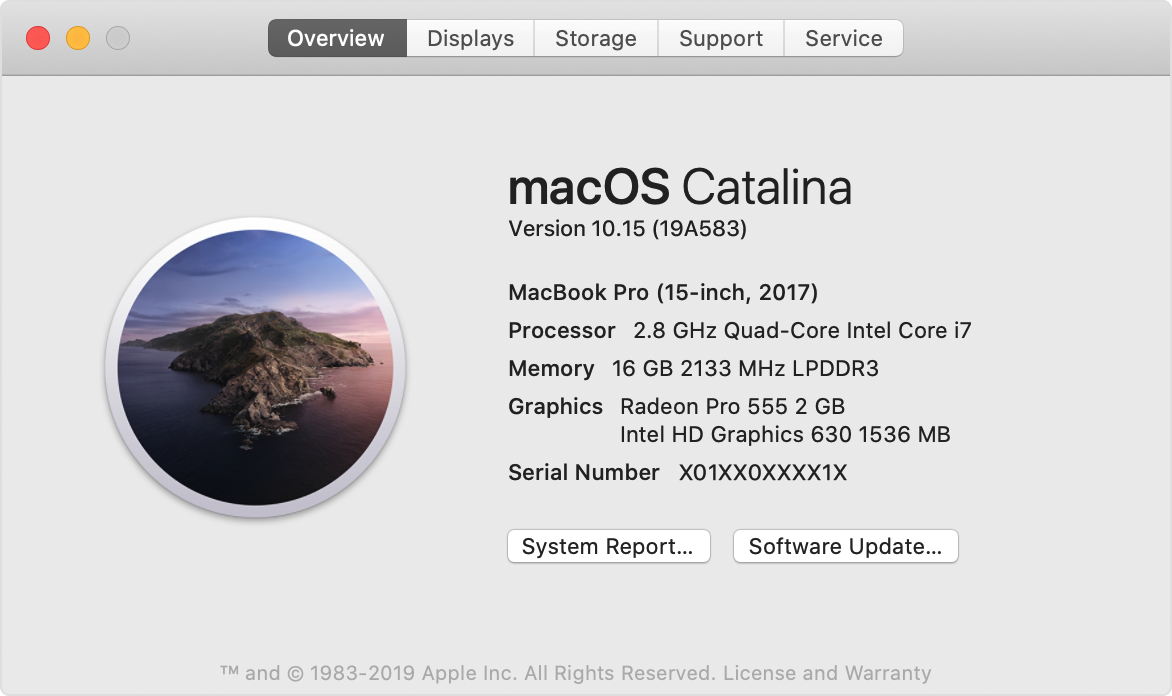 Overview Displays Storage Support Service
macOS Catalina
Version 10.15 (19A583)
MacBook Pro (15-inch, 2017)
Processor 2.8 GHz Quad-Core Intel Core i7
Memory 16 GB 2133 MHz LPDDR3
Graphics Radeon Pro 555 2 GB
Intel HD Graphics 630 1536 MB
Serial Number X01XX0XXXX1X
System Report... Software Update...
™ and © 1983-2019 Apple Inc. All Rights Reserved. License and Warranty